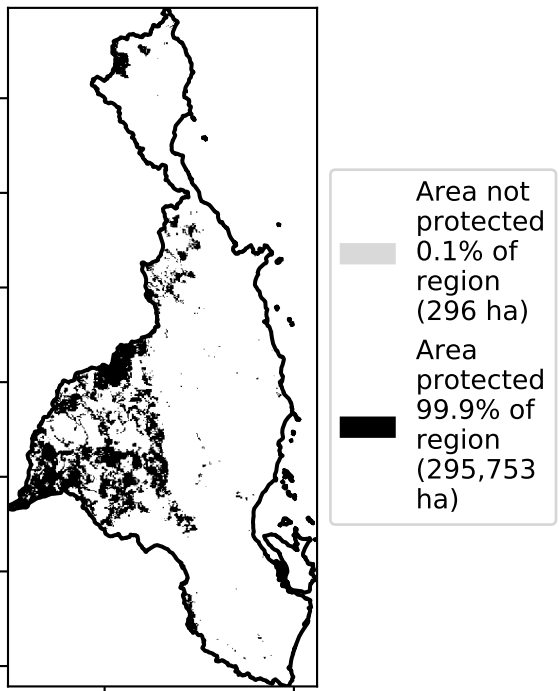 Area not
protected
0.1% of
region
(296 ha)
Area
protected
99.9% of
region
(295,753
ha)